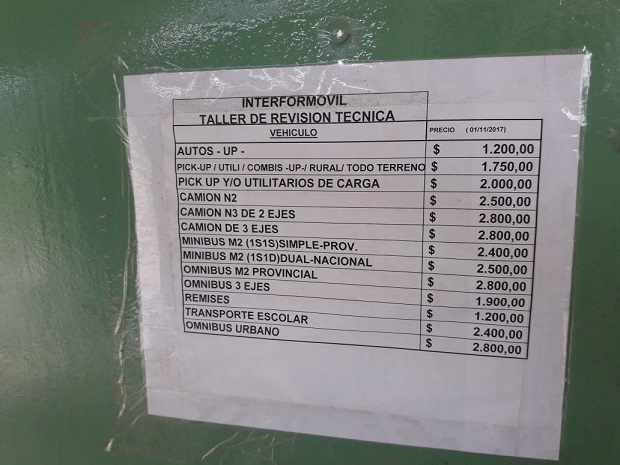 INTERFORMOVIL
TALLER DE REVISION TECNICA
VEHICULO PRECIO (01/11/2017)
AUTOS - UP - $ 1.200,00
PICK-UP / UTILI / COMBIS -UP-/ RURAL/ TODO TERRENO $ 1.750,00
PICK UP Y/O UTILITARIOS DE CARGA $ 2.000,00
CAMION N2 $ 2.500,00
CAMION N3 DE 2 EJES $ 2.800,00
CAMION DE 3 EJES $ 2.800,00
MINIBUS M2 (1S1S)SIMPLE-PROV. $ 2.400,00
MINIBUS M2 (1S1D)DUAL-NACIONAL $ 2.500,00
OMNIBUS M2 PROVINCIAL $ 2.800,00
OMNIBUS 3 EJES $ 1.900,00
REMISES $ 1.200,00
TRANSPORTE ESCOLAR $ 2.400,00
OMNIBUS URBANO $ 2.800,00